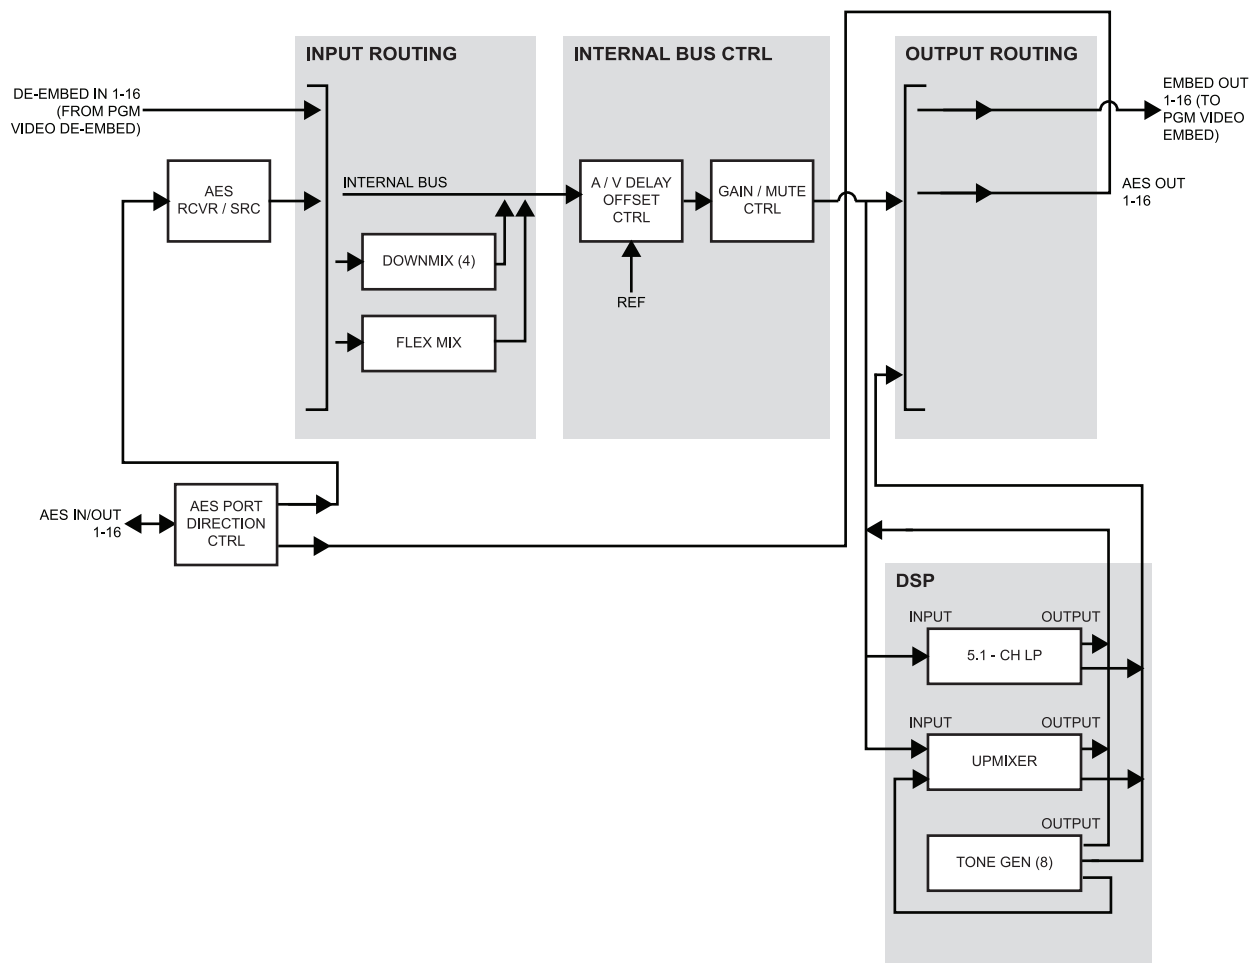 INPUT ROUTING
INTERNAL BUS CTRL
OUTPUT ROUTING
DE-EMBED IN 1-16
(FROM PGM
VIDEO DE-EMBED)
EMBED OUT
1-16 (TO
PGM VIDEO
EMBED)
AES
RCVR / SRC
INTERNAL BUS
A / V DELAY
OFFSET
CTRL
GAIN / MUTE
CTRL
AES OUT
1-16
DOWNMIX (4)
REF
FLEX MIX
AES IN/OUT
1-16
AES PORT
DIRECTION
CTRL
DSP
INPUT
OUTPUT
5.1 - CH LP
INPUT
OUTPUT
UPMIXER
OUTPUT
TONE GEN (8)